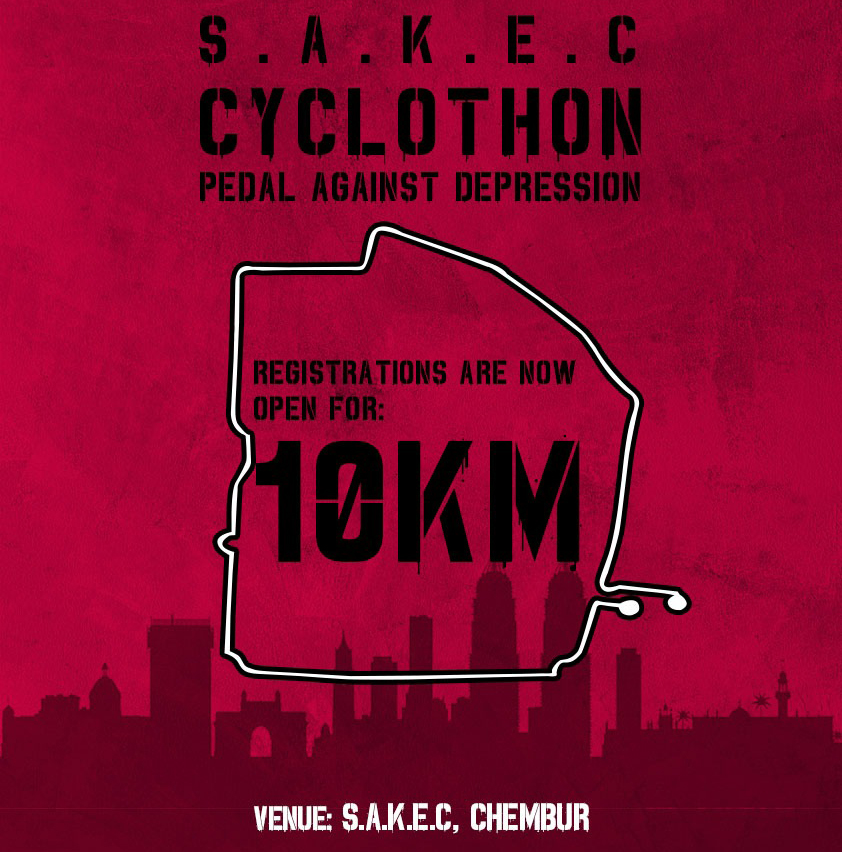 S.A.K.E.C
CYCLOTHON
PEDAL AGAINST DEPRESSION
REGISTRATIONS ARE NOW
OPEN FOR:
10KM
VENUE: S.A.K.E.C, CHEMBUR